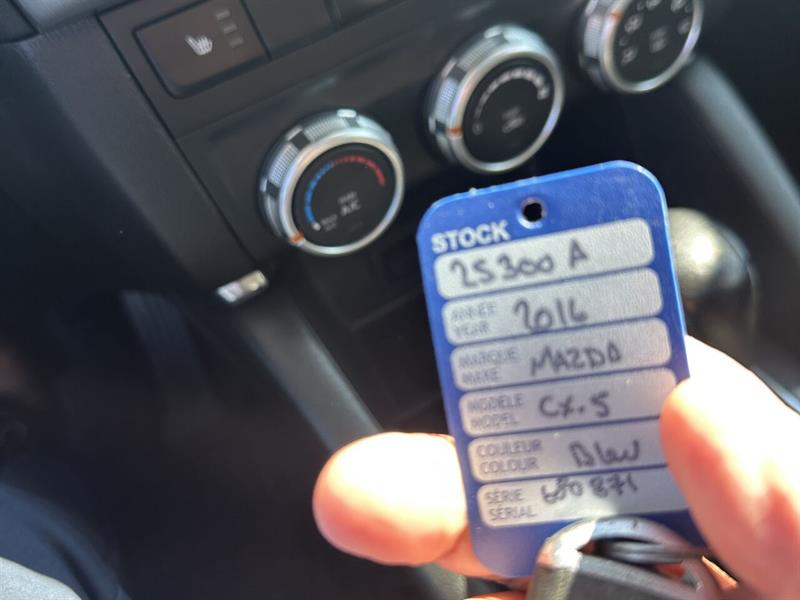 A/C
STOCK
25300 A
ANNÉE
YEAR
2016
MARQUE
MAKE
MAZDA
MODÈLE
MODEL
CX-5
COULEUR
COLOUR
Bleu
SÉRIE
SERIAL
680871